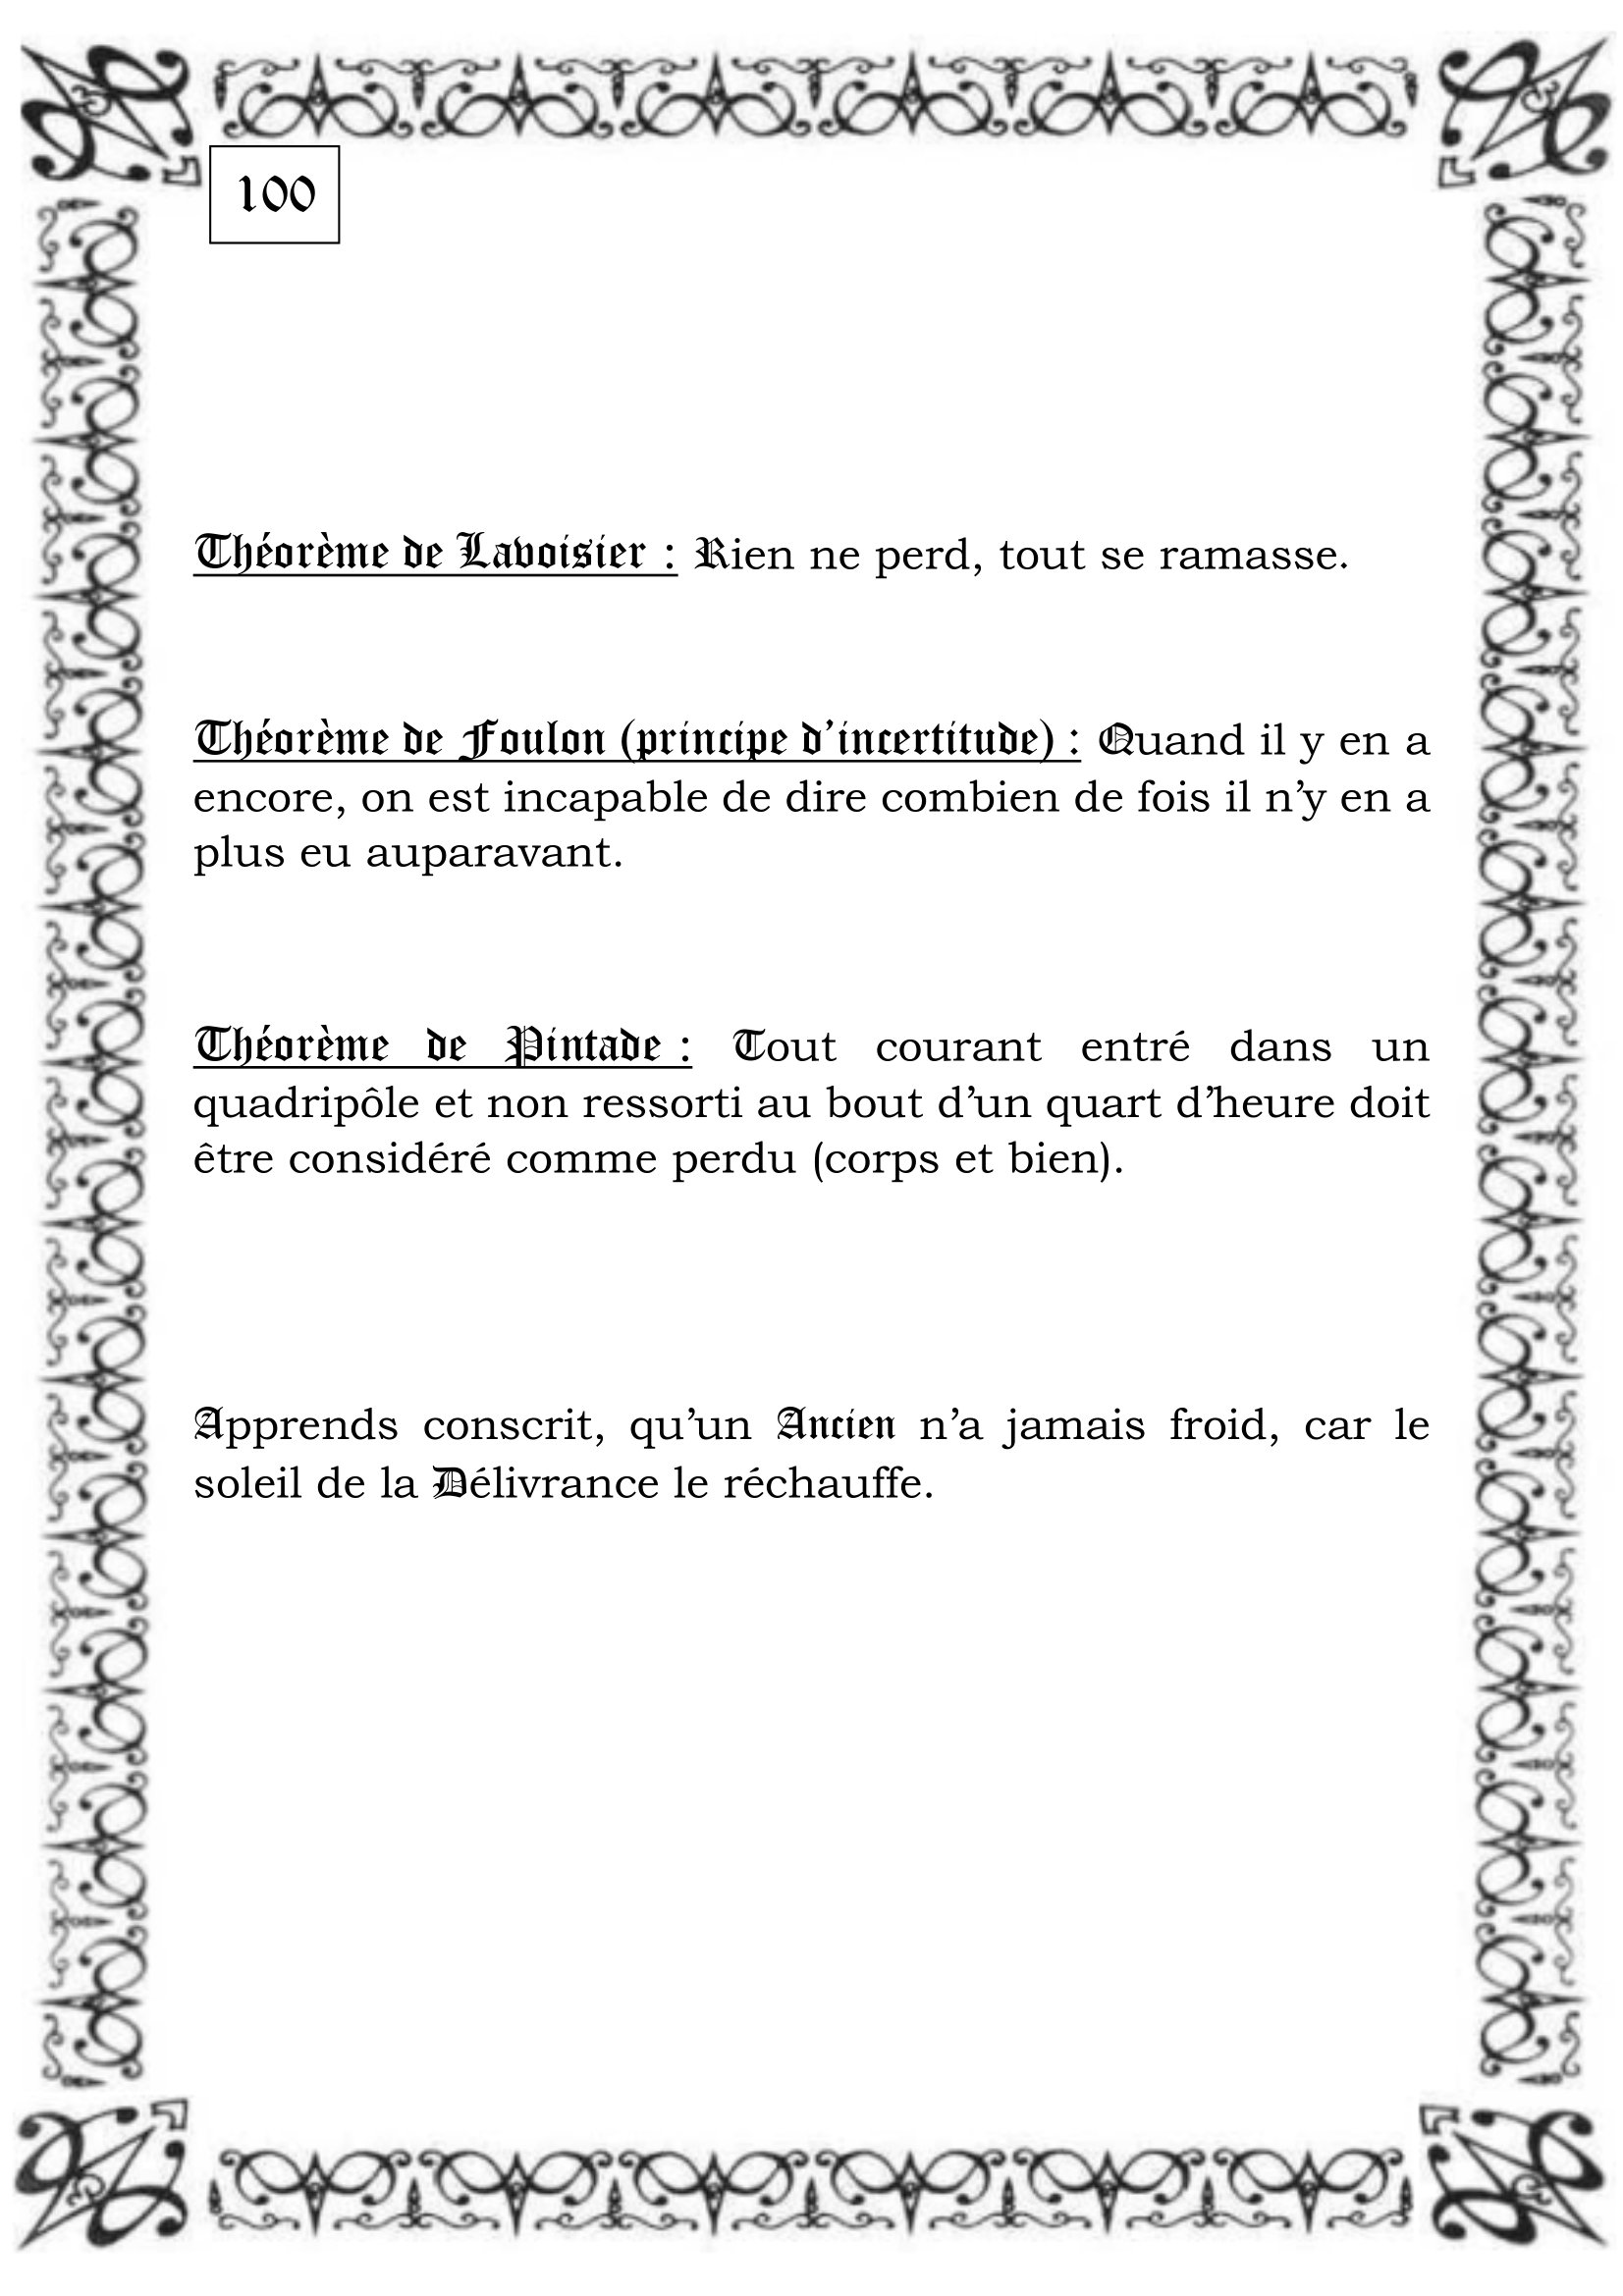 100
Théorème de Lavoisier : Rien ne perd, tout se ramasse.
Théorème de Foulon (principe d’incertitude) : Quand il y en a
encore, on est incapable de dire combien de fois il n’y en a
plus eu auparavant.
Théorème de Pintade : Tout courant entré dans un
quadripôle et non ressorti au bout d’un quart d’heure doit
être considéré comme perdu (corps et bien).
Apprends conscrit, qu’un Ancien n’a jamais froid, car le
soleil de la Délivrance le réchauffe.